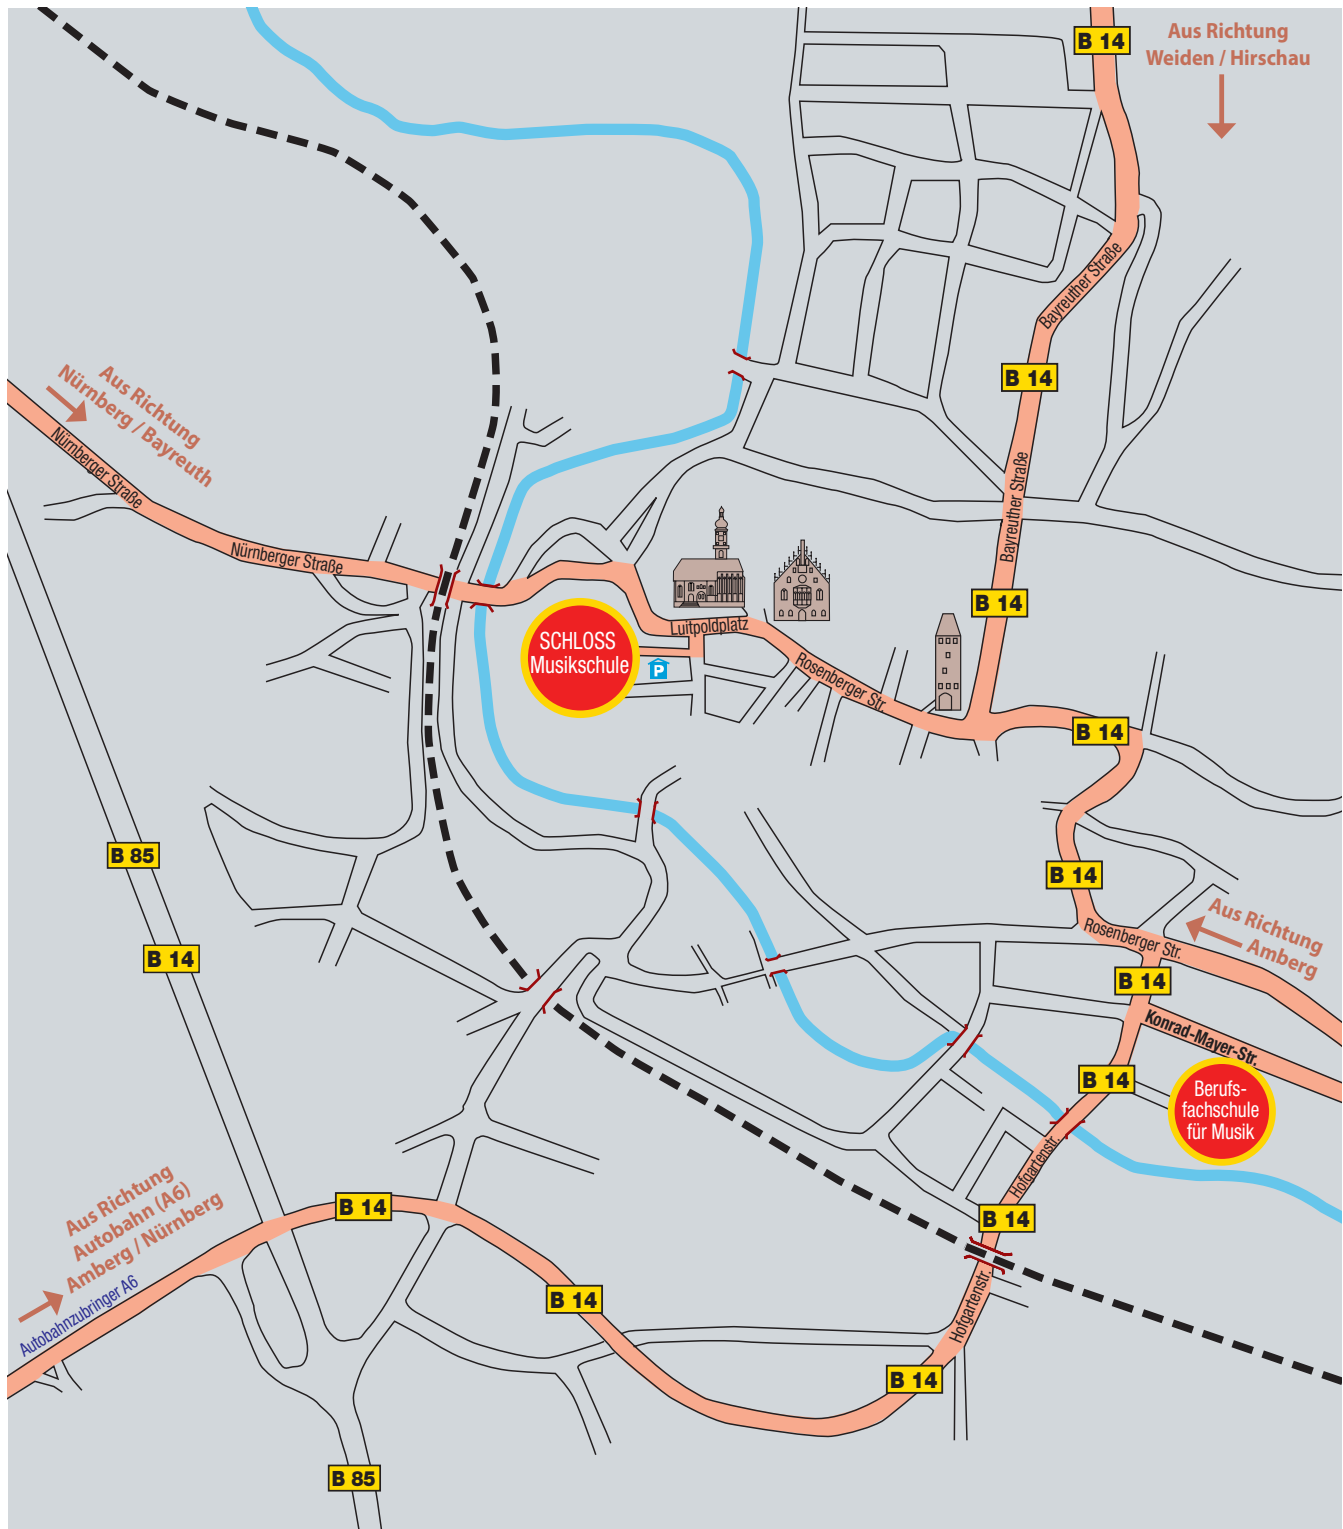 B 14
Aus Richtung
Weiden / Hirschau
Bayreuther Straße
B 14
Aus Richtung
Nürnberg / Bayreuth
Nürnberger Straße
Bayreuther Straße
Nürnberger Straße
B 14
SCHLOSS
Musikschule
Luitpoldplatz
P
Rosenberger Str.
B 14
B 85
B 14
Aus Richtung
Amberg
Rosenberger Str.
B 14
B 14
Konrad-Mayer-Str.
B 14
Berufs-
fachschule
für Musik
Hofgartenstr.
Aus Richtung
Autobahn (A6)
Amberg / Nürnberg
B 14
B 14
Autobahnzubringer A6
B 14
Hofgartenstr.
B 14
B 85